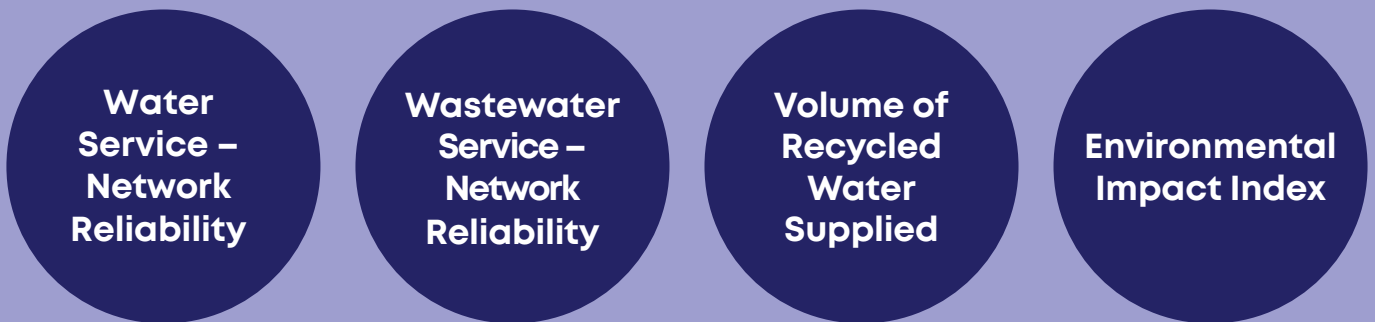 Water
Service –
Network
Reliability
Wastewater
Service –
Network
Reliability
Volume of
Recycled
Water
Supplied
Environmental
Impact Index